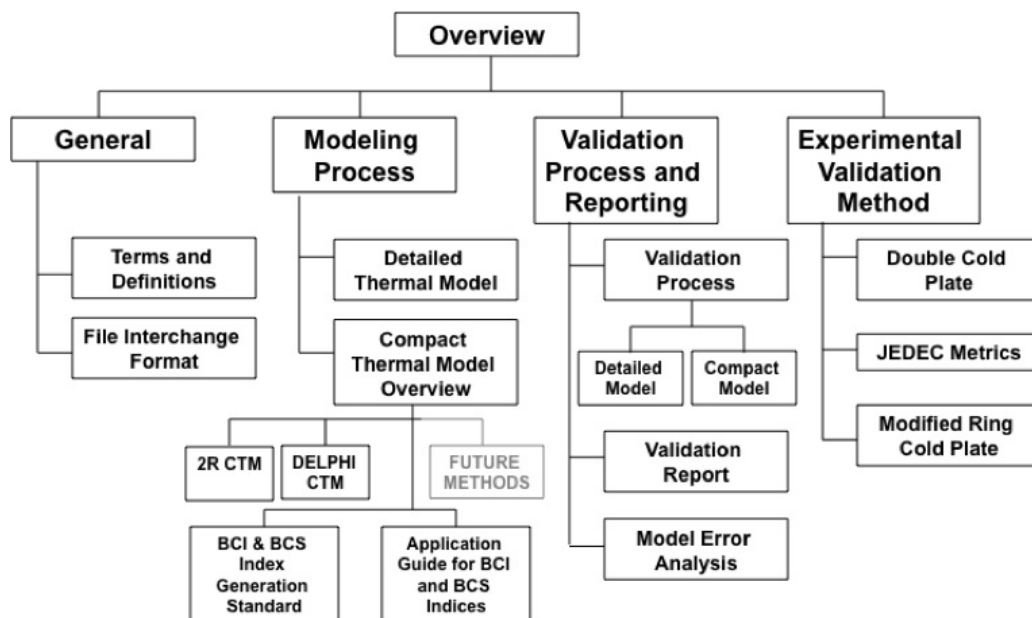 Overview
General
Modeling
Process
Validation
Process and
Reporting
Experimental
Validation
Method
Terms and
Definitions
File Interchange
Format
Detailed
Thermal Model
Compact
Thermal Model
Overview
2R CTM
DELPHI
CTM
FUTURE
METHODS
BCI & BCS
Index
Generation
Standard
Application
Guide for BCI
and BCS
Indices
Validation
Process
Detailed
Model
Compact
Model
Validation
Report
Model Error
Analysis
Double Cold
Plate
JEDEC Metrics
Modified Ring
Cold Plate